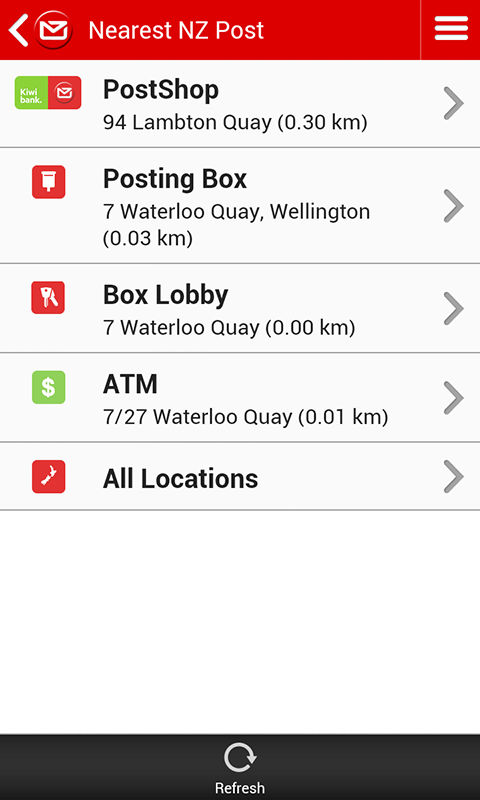 Nearest NZ Post
Kiwi
bank.
PostShop
94 Lambton Quay (0.30 km)
Posting Box
7 Waterloo Quay, Wellington
(0.03 km)
Box Lobby
7 Waterloo Quay (0.00 km)
$
ATM
7/27 Waterloo Quay (0.01 km)
All Locations
Refresh